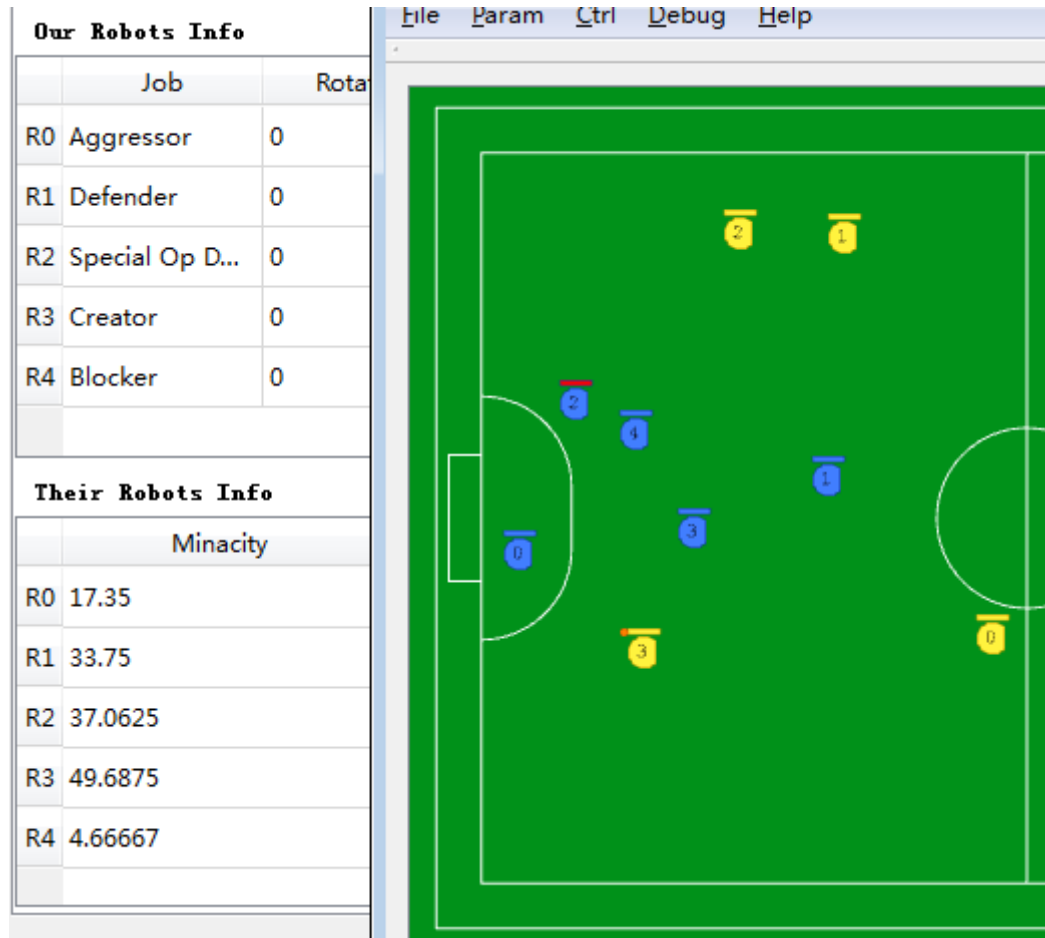 Our Robots Info
Job Rota
R0 Aggressor 0
R1 Defender 0
R2 Special Op D... 0
R3 Creator 0
R4 Blocker 0
Their Robots Info
Minacity
R0 17.35
R1 33.75
R2 37.0625
R3 49.6875
R4 4.66667
File Param Ctrl Debug Help
2 1
2
4
1
3
0
3 0